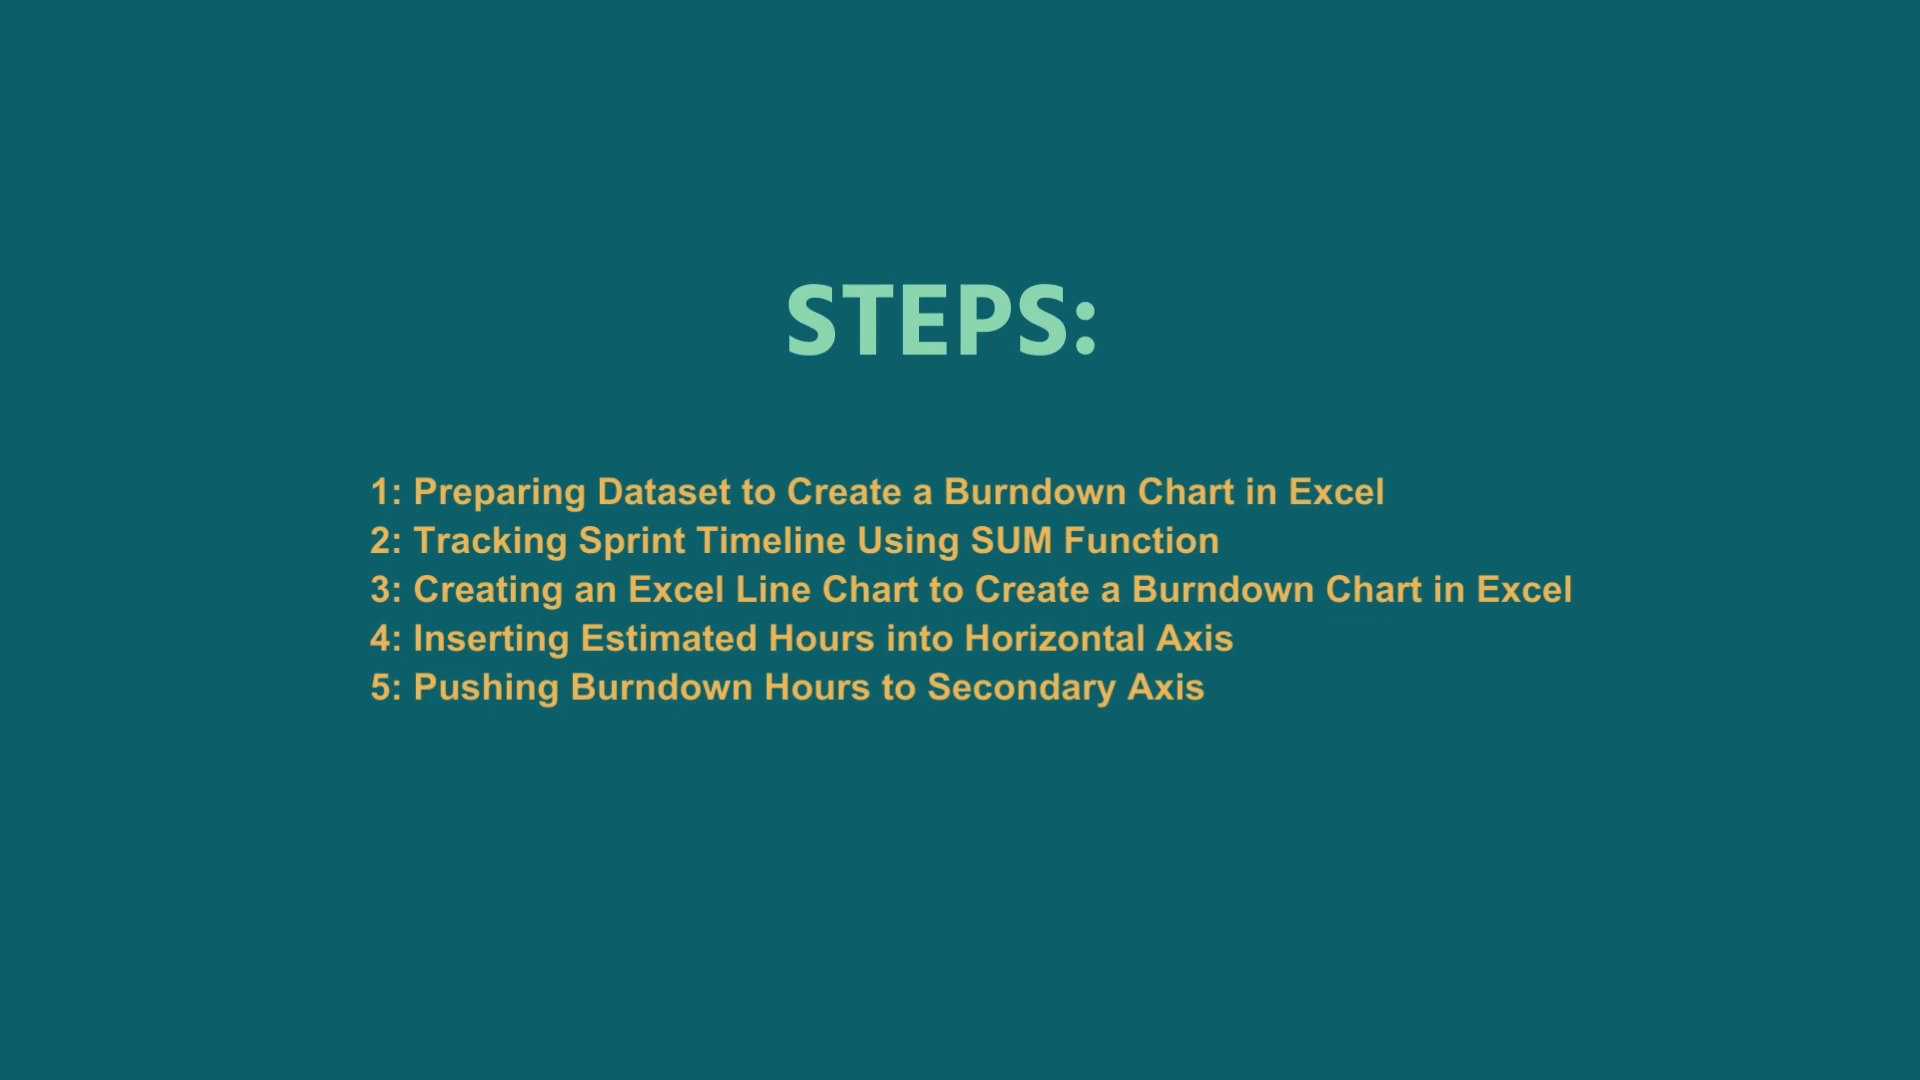 STEPS:
1: Preparing Dataset to Create a Burndown Chart in Excel
2: Tracking Sprint Timeline Using SUM Function
3: Creating an Excel Line Chart to Create a Burndown Chart in Excel
4: Inserting Estimated Hours into Horizontal Axis
5: Pushing Burndown Hours to Secondary Axis